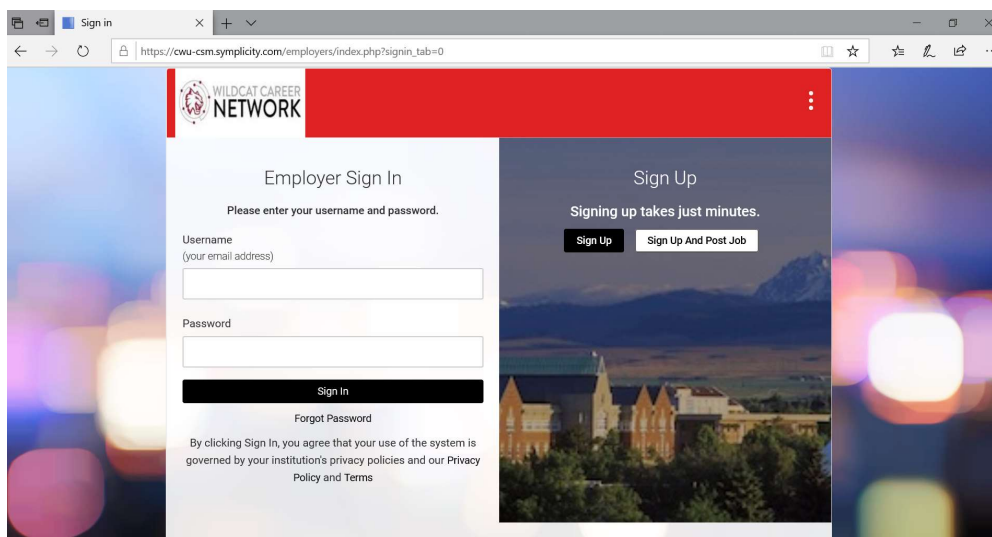 Sign in
https://cwu-csm.symplicity.com/employers/index.php?signin_tab=0
WILDCAT CAREER
NETWORK
Employer Sign In
Please enter your username and password.
Username
(your email address)
Password
Sign In
Forgot Password
By clicking Sign In, you agree that your use of the system is
governed by your institution's privacy policies and our Privacy
Policy and Terms
Sign Up
Signing up takes just minutes.
Sign Up
Sign Up And Post Job